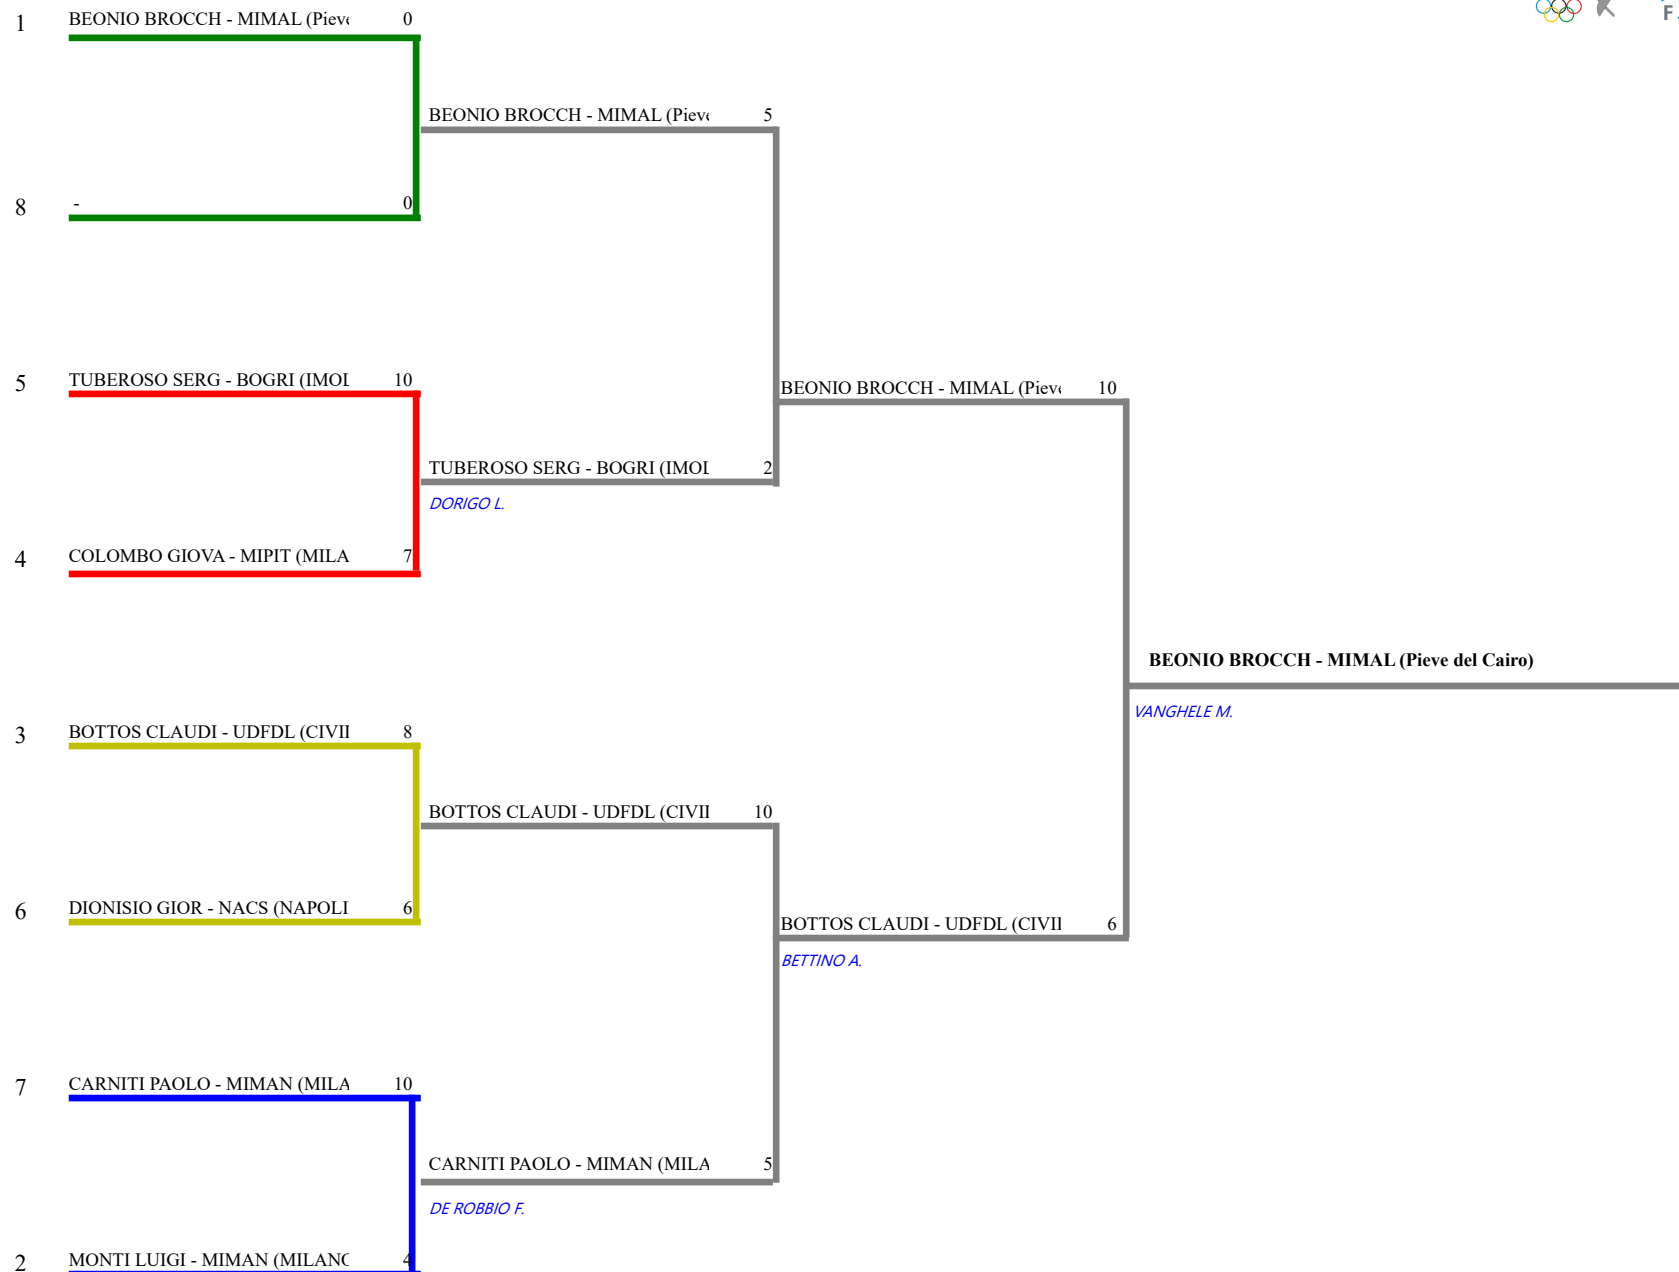 F
1 BEONIO BROCCH - MIMAL (Pieve 0
BEONIO BROCCH - MIMAL (Pieve 5
8 - 0
5 TUBEROSO SERG - BOGRI (IMOL 10
BEONIO BROCCH - MIMAL (Pieve 10
TUBEROSO SERG - BOGRI (IMOL 2
DORIGO L.
4 COLOMBO GIOVA - MIPIT (MILA 7
BEONIO BROCCH - MIMAL (Pieve del Cairo)
VANGHELE M.
3 BOTTOS CLAUDI - UDFDL (CIVII 8
BOTTOS CLAUDI - UDFDL (CIVII 10
6 DIONISIO GIOR - NACS (NAPOLI 6
BOTTOS CLAUDI - UDFDL (CIVII 6
BETTINO A.
7 CARNITI PAOLO - MIMAN (MILA 10
CARNITI PAOLO - MIMAN (MILA 5
DE ROBBIO F.
2 MONTI LUIGI - MIMAN (MILANO 4